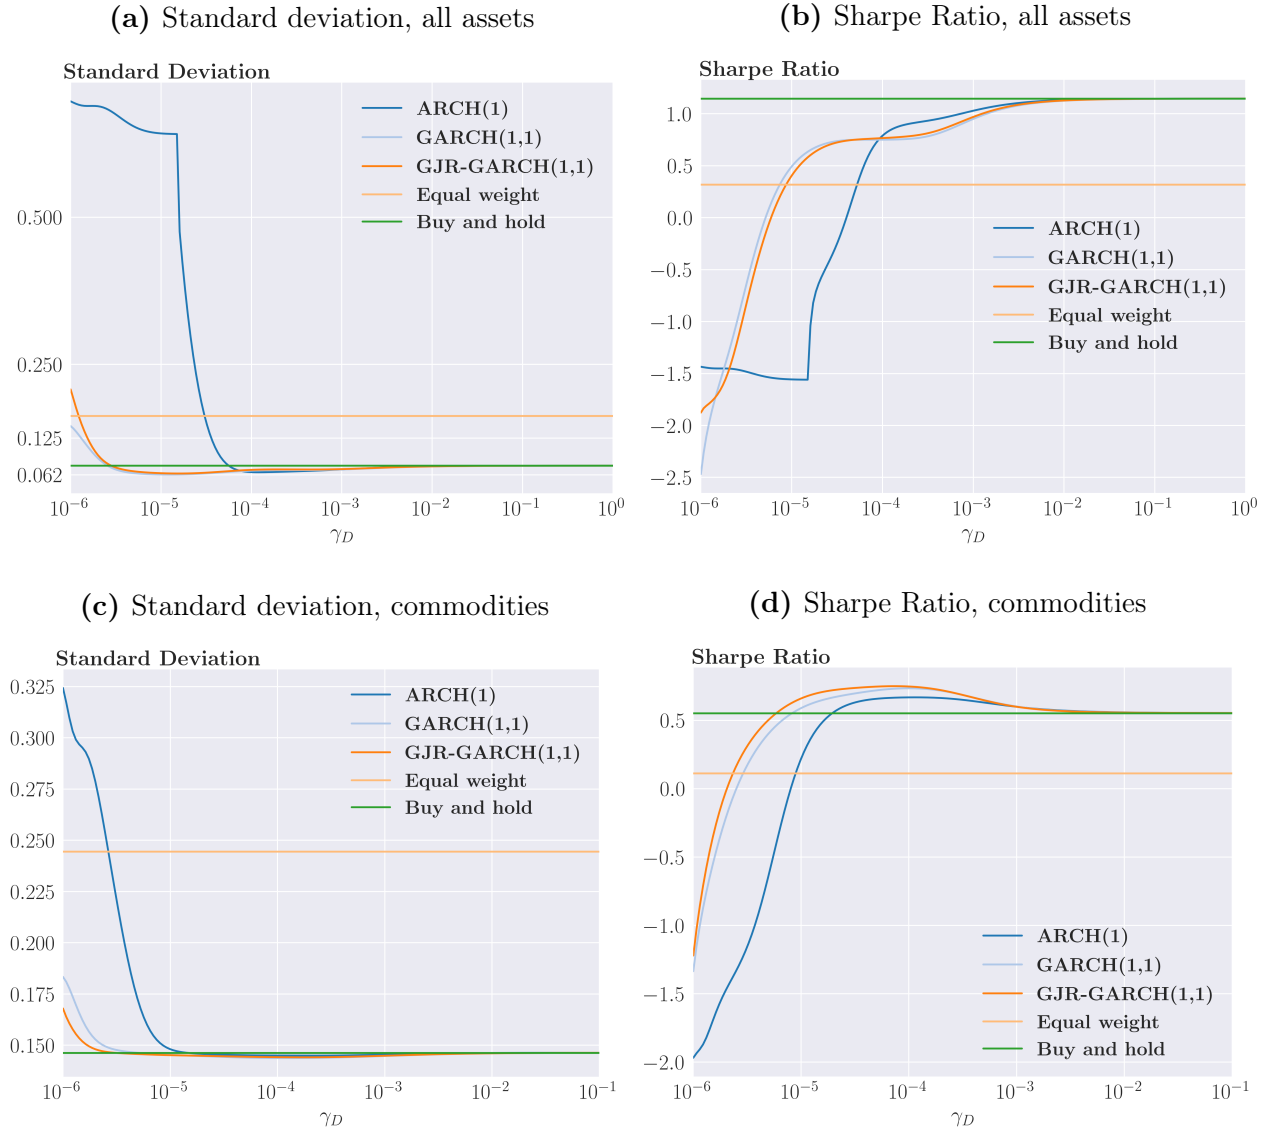 (a) Standard deviation, all assets
Standard Deviation
ARCH(1)
GARCH(1,1)
GJR-GARCH(1,1)
Equal weight
Buy and hold
0.500
0.250
0.125
0.062
10⁻⁶ 10⁻⁵ 10⁻⁴ 10⁻³ 10⁻² 10⁻¹ 10⁰
γ_D
(b) Sharpe Ratio, all assets
Sharpe Ratio
1.0
0.5
0.0
−0.5
−1.0
−1.5
−2.0
−2.5
ARCH(1)
GARCH(1,1)
GJR-GARCH(1,1)
Equal weight
Buy and hold
10⁻⁶ 10⁻⁵ 10⁻⁴ 10⁻³ 10⁻² 10⁻¹ 10⁰
γ_D
(c) Standard deviation, commodities
Standard Deviation
0.325
0.300
0.275
0.250
0.225
0.200
0.175
0.150
ARCH(1)
GARCH(1,1)
GJR-GARCH(1,1)
Equal weight
Buy and hold
10⁻⁶ 10⁻⁵ 10⁻⁴ 10⁻³ 10⁻² 10⁻¹
γ_D
(d) Sharpe Ratio, commodities
Sharpe Ratio
0.5
0.0
−0.5
−1.0
−1.5
−2.0
ARCH(1)
GARCH(1,1)
GJR-GARCH(1,1)
Equal weight
Buy and hold
10⁻⁶ 10⁻⁵ 10⁻⁴ 10⁻³ 10⁻² 10⁻¹
γ_D